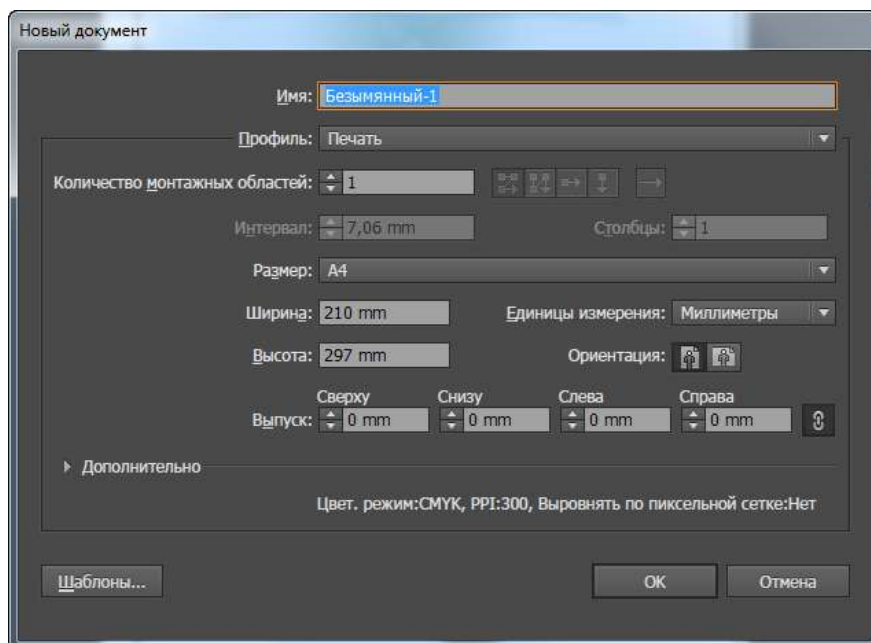 Новый документ
Имя: Безымянный-1
Профиль: Печать
Количество монтажных областей: 1
Интервал: 7,06 mm Столбцы: 1
Размер: A4
Ширина: 210 mm Единицы измерения: Миллиметры
Высота: 297 mm Ориентация:
Сверху Снизу Слева Справа
Выпуск: 0 mm 0 mm 0 mm 0 mm
Дополнительно
Цвет. режим:CMYK, PPI:300, Выровнять по пиксельной сетке:Нет
Шаблоны... OK Отмена